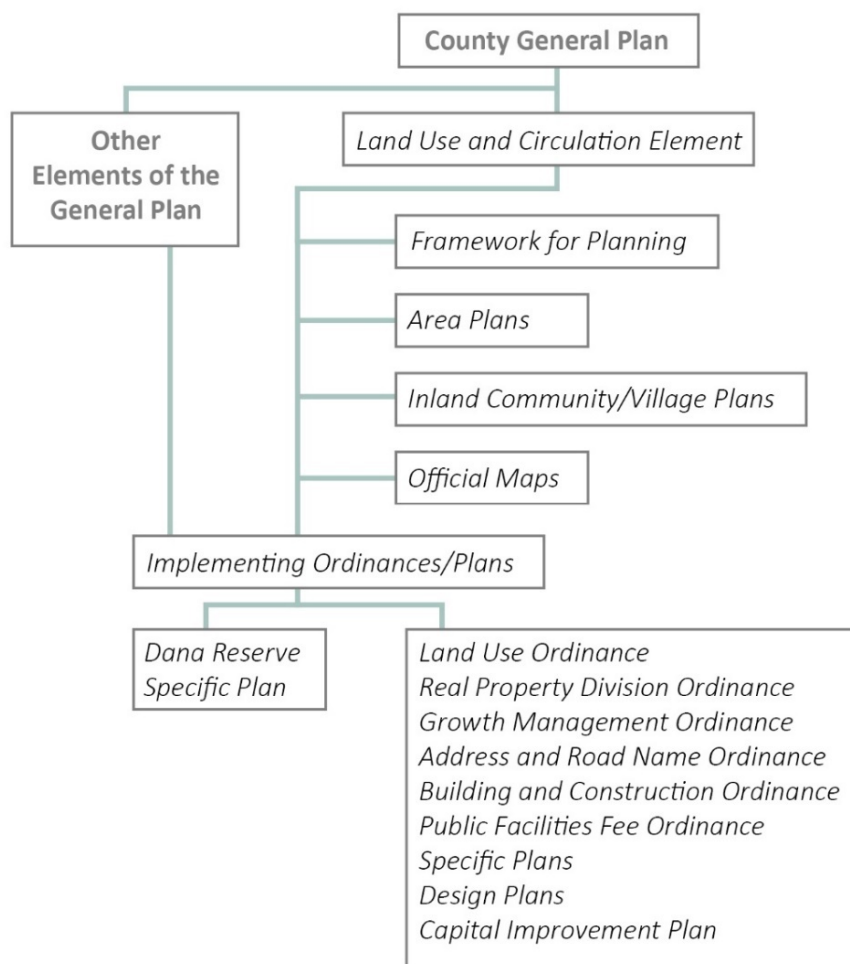 County General Plan
Other
Elements of the
General Plan
Land Use and Circulation Element
Framework for Planning
Area Plans
Inland Community/Village Plans
Official Maps
Implementing Ordinances/Plans
Dana Reserve
Specific Plan
Land Use Ordinance
Real Property Division Ordinance
Growth Management Ordinance
Address and Road Name Ordinance
Building and Construction Ordinance
Public Facilities Fee Ordinance
Specific Plans
Design Plans
Capital Improvement Plan